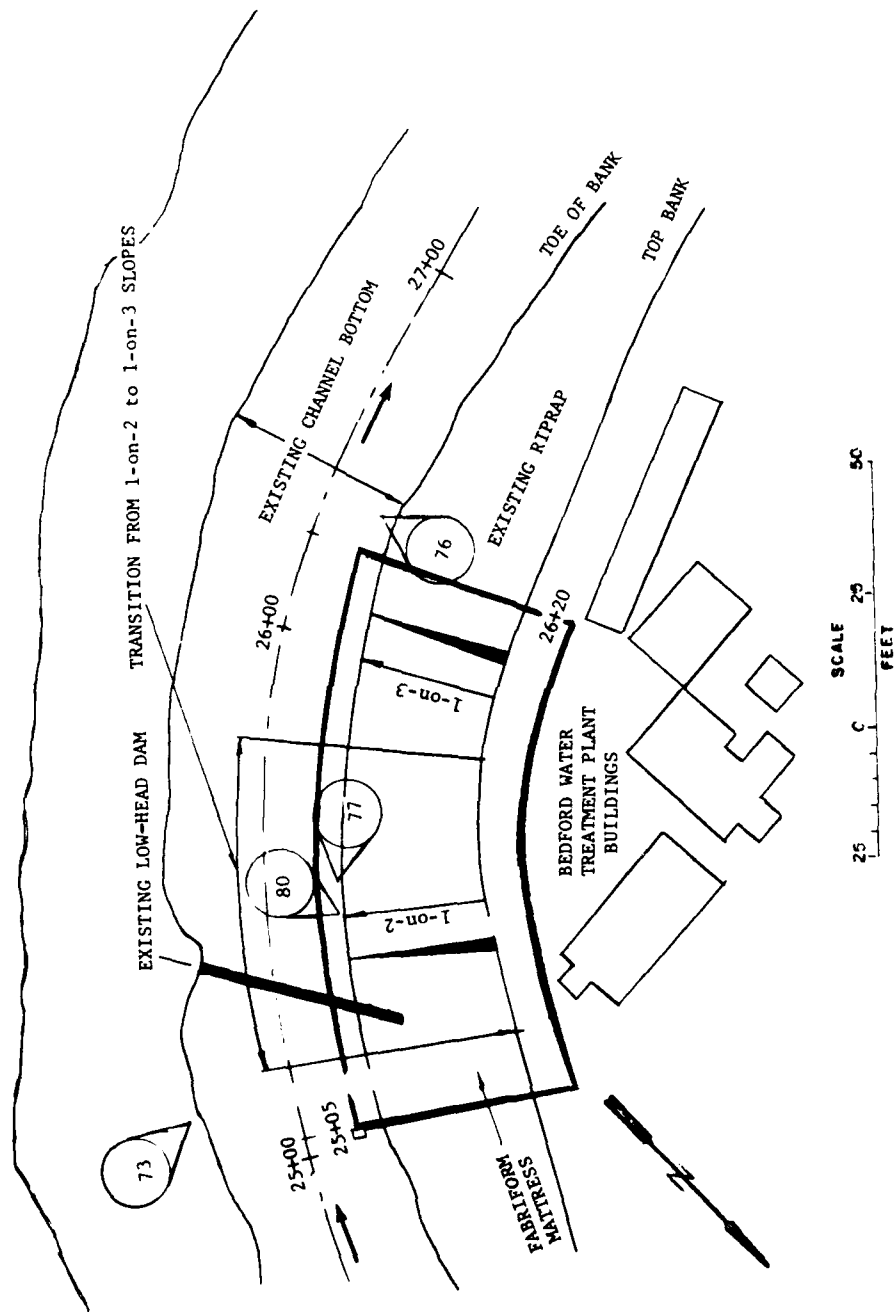 EXISTING LOW-HEAD DAM
TRANSITION FROM 1-on-2 to 1-on-3 SLOPES
73
25+00
25+05
80
77
26+00
EXISTING CHANNEL BOTTOM
27+00
TOE OF BANK
TOP BANK
76
EXISTING RIPRAP
1-on-2
1-on-3
26+20
FABRIFORM
MATTRESS
BEDFORD WATER
TREATMENT PLANT
BUILDINGS
N
SCALE
25 0 25 50
FEET